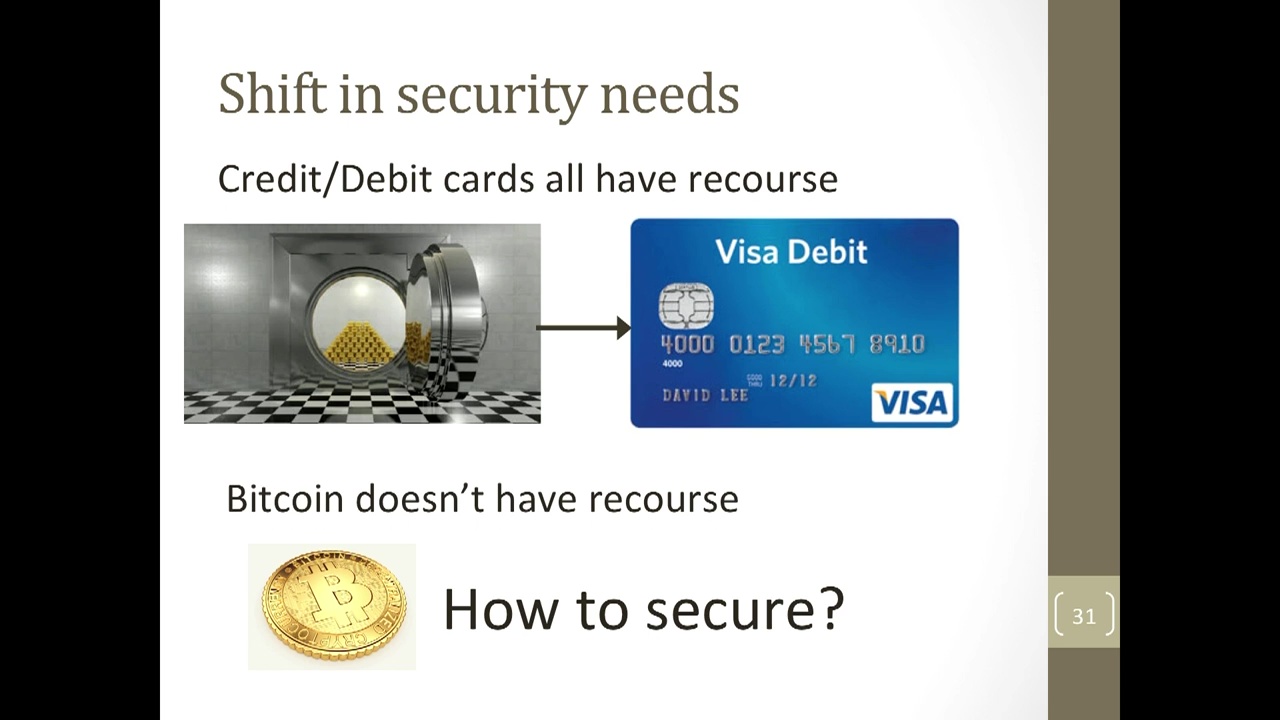 Shift in security needs
Credit/Debit cards all have recourse
Visa Debit
4000 0123 4567 8910
4000
GOOD THRU 12/12
DAVID LEE
VISA
Bitcoin doesn't have recourse
BITCOIN
How to secure?
31